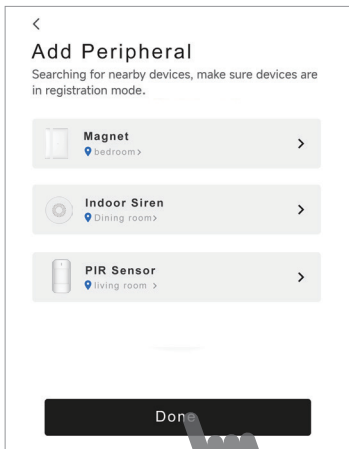 Add Peripheral
Searching for nearby devices, make sure devices are
in registration mode.
Magnet
bedroom>
Indoor Siren
Dining room>
PIR Sensor
living room >
Done